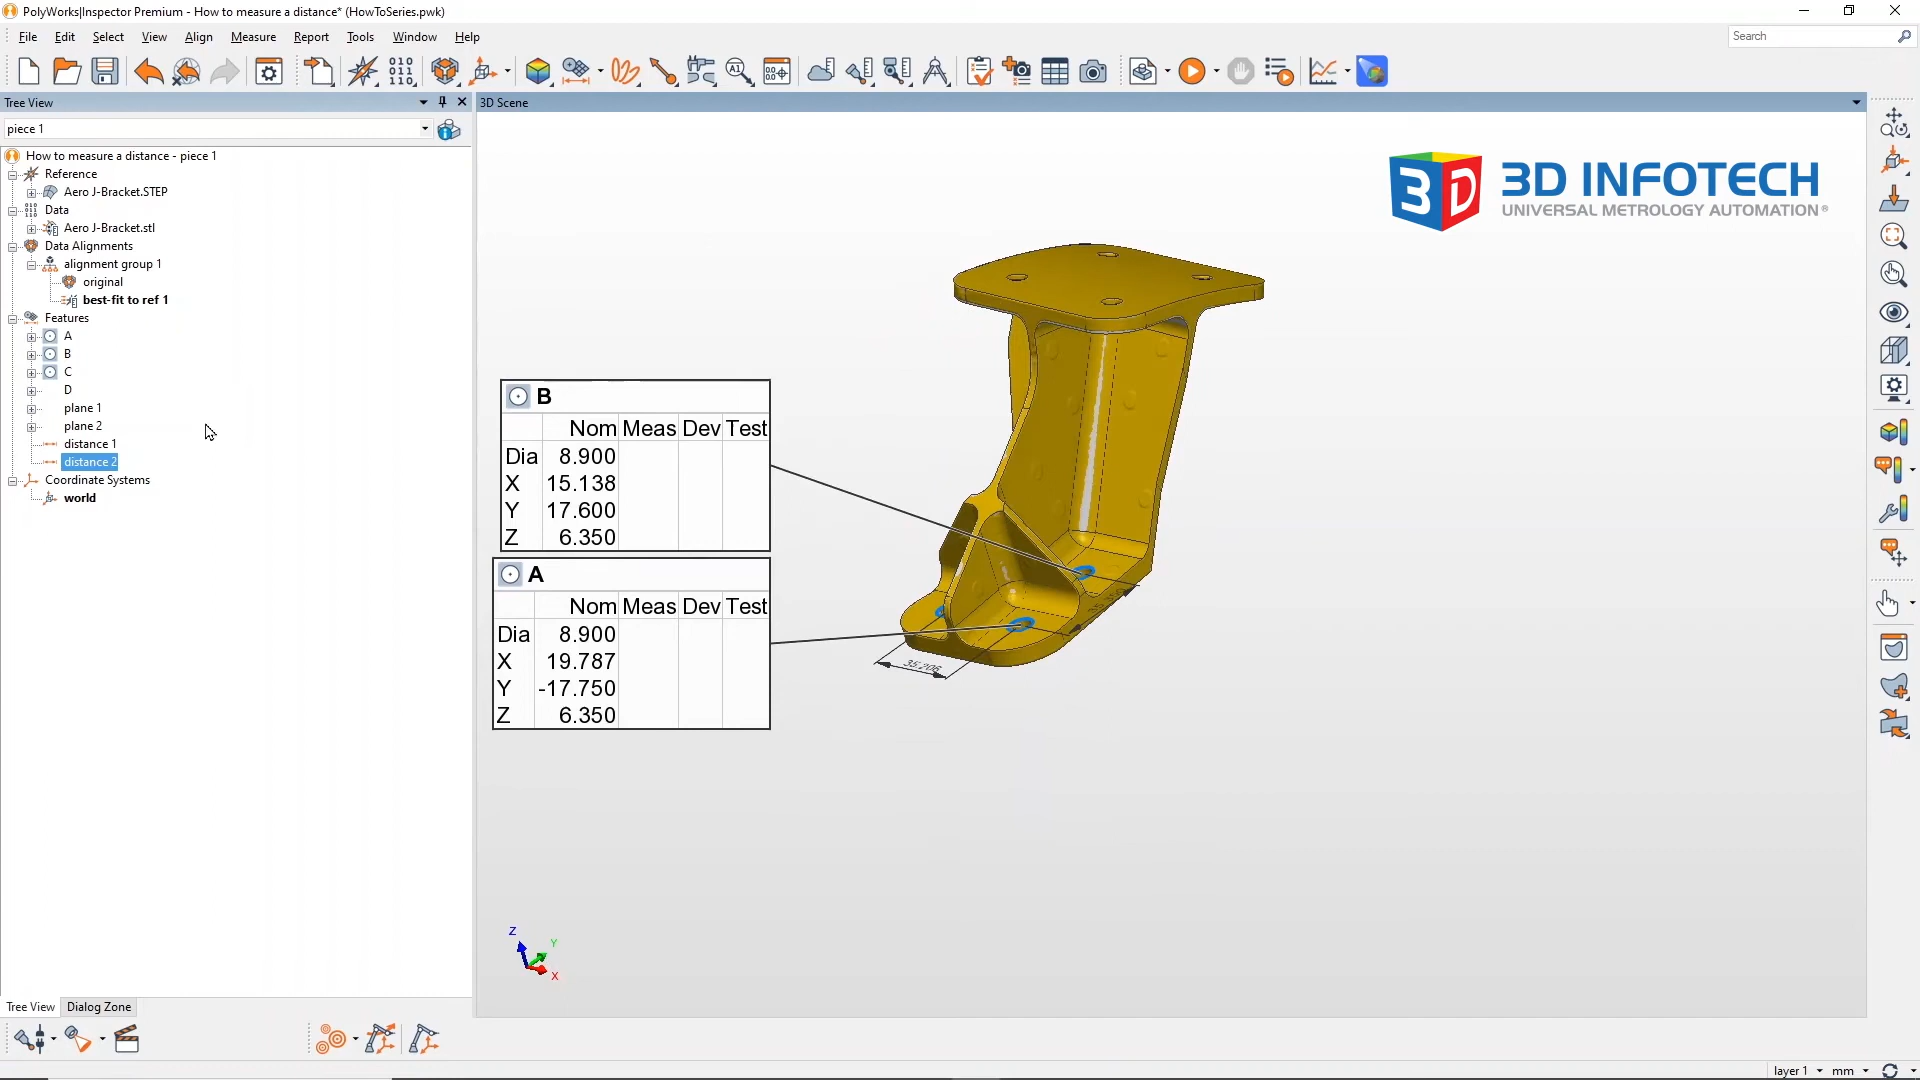 PolyWorks|Inspector Premium - How to measure a distance* (HowToSeries.pwk)
File Edit Select View Align Measure Report Tools Window Help
Search
Tree View
3D Scene
piece 1
How to measure a distance - piece 1
Reference
Aero J-Bracket.STEP
Data
Aero J-Bracket.stl
Data Alignments
alignment group 1
original
best-fit to ref 1
Features
A
B
C
D
plane 1
plane 2
distance 1
distance 2
Coordinate Systems
world
3D
3D INFOTECH
UNIVERSAL METROLOGY AUTOMATION®
B
Nom Meas Dev Test
Dia 8.900
X 15.138
Y 17.600
Z 6.350
A
Nom Meas Dev Test
Dia 8.900
X 19.787
Y -17.750
Z 6.350
35.206
Z
Y
X
Tree View Dialog Zone
layer 1 mm